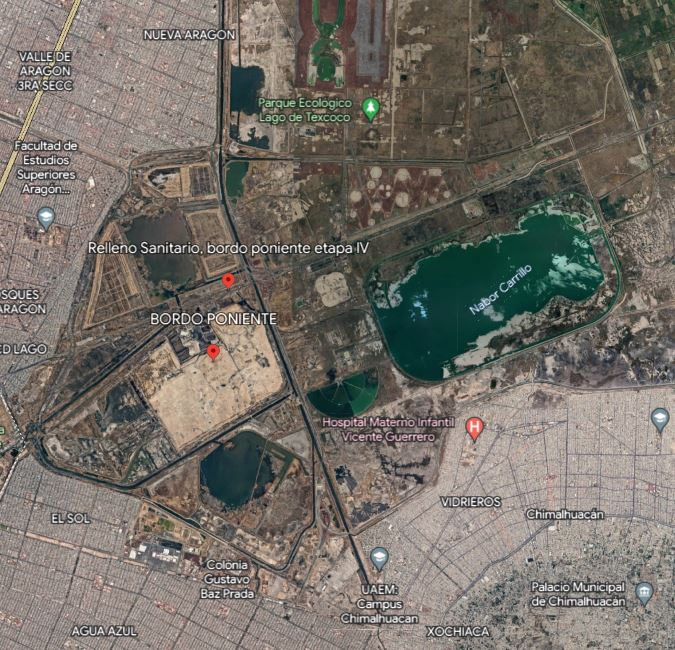 NUEVA ARAGON
VALLE DE
ARAGON
3RA SECC
Parque Ecológico
Lago de Texcoco
Facultad de
Estudios
Superiores
Aragon...
Relleno Sanitario, bordo poniente etapa IV
Nabor Carrillo
OSQUES
ARAGON
BORDO PONIENTE
CD LAGO
Hospital Materno Infantil
Vicente Guerrero
H
VIDRIEROS
EL SOL
Chimalhuacán
Colonia
Gustavo
Baz Prada
UAEM:
Campus
Chimalhuacan
Palacio Municipal
de Chimalhuacán
AGUA AZUL
XOCHIACA